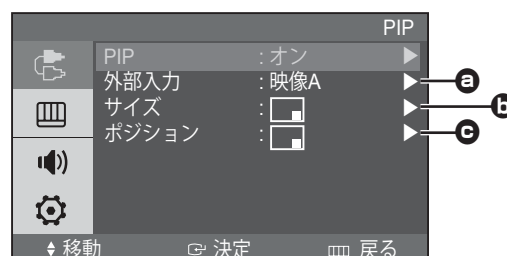 PIP
PIP : オン
外部入力 : 映像A
a
サイズ :
b
ポジション :
c
移動 決定 戻る